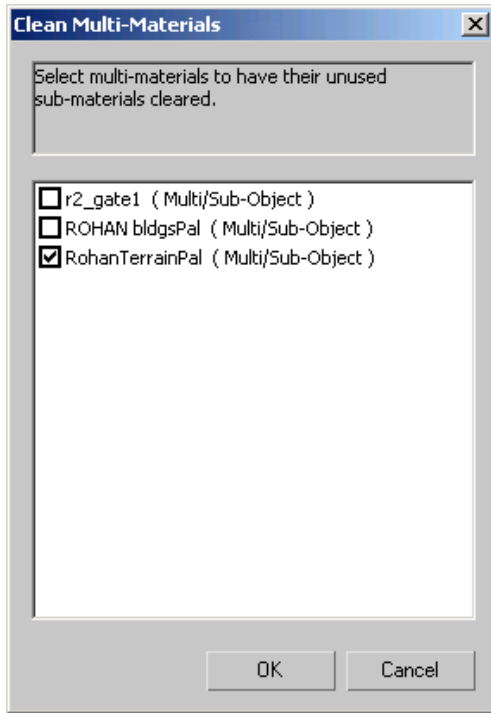 Clean Multi-Materials
Select multi-materials to have their unused
sub-materials cleared.
r2_gate1 ( Multi/Sub-Object )
ROHAN bldgsPal ( Multi/Sub-Object )
RohanTerrainPal ( Multi/Sub-Object )
OK Cancel